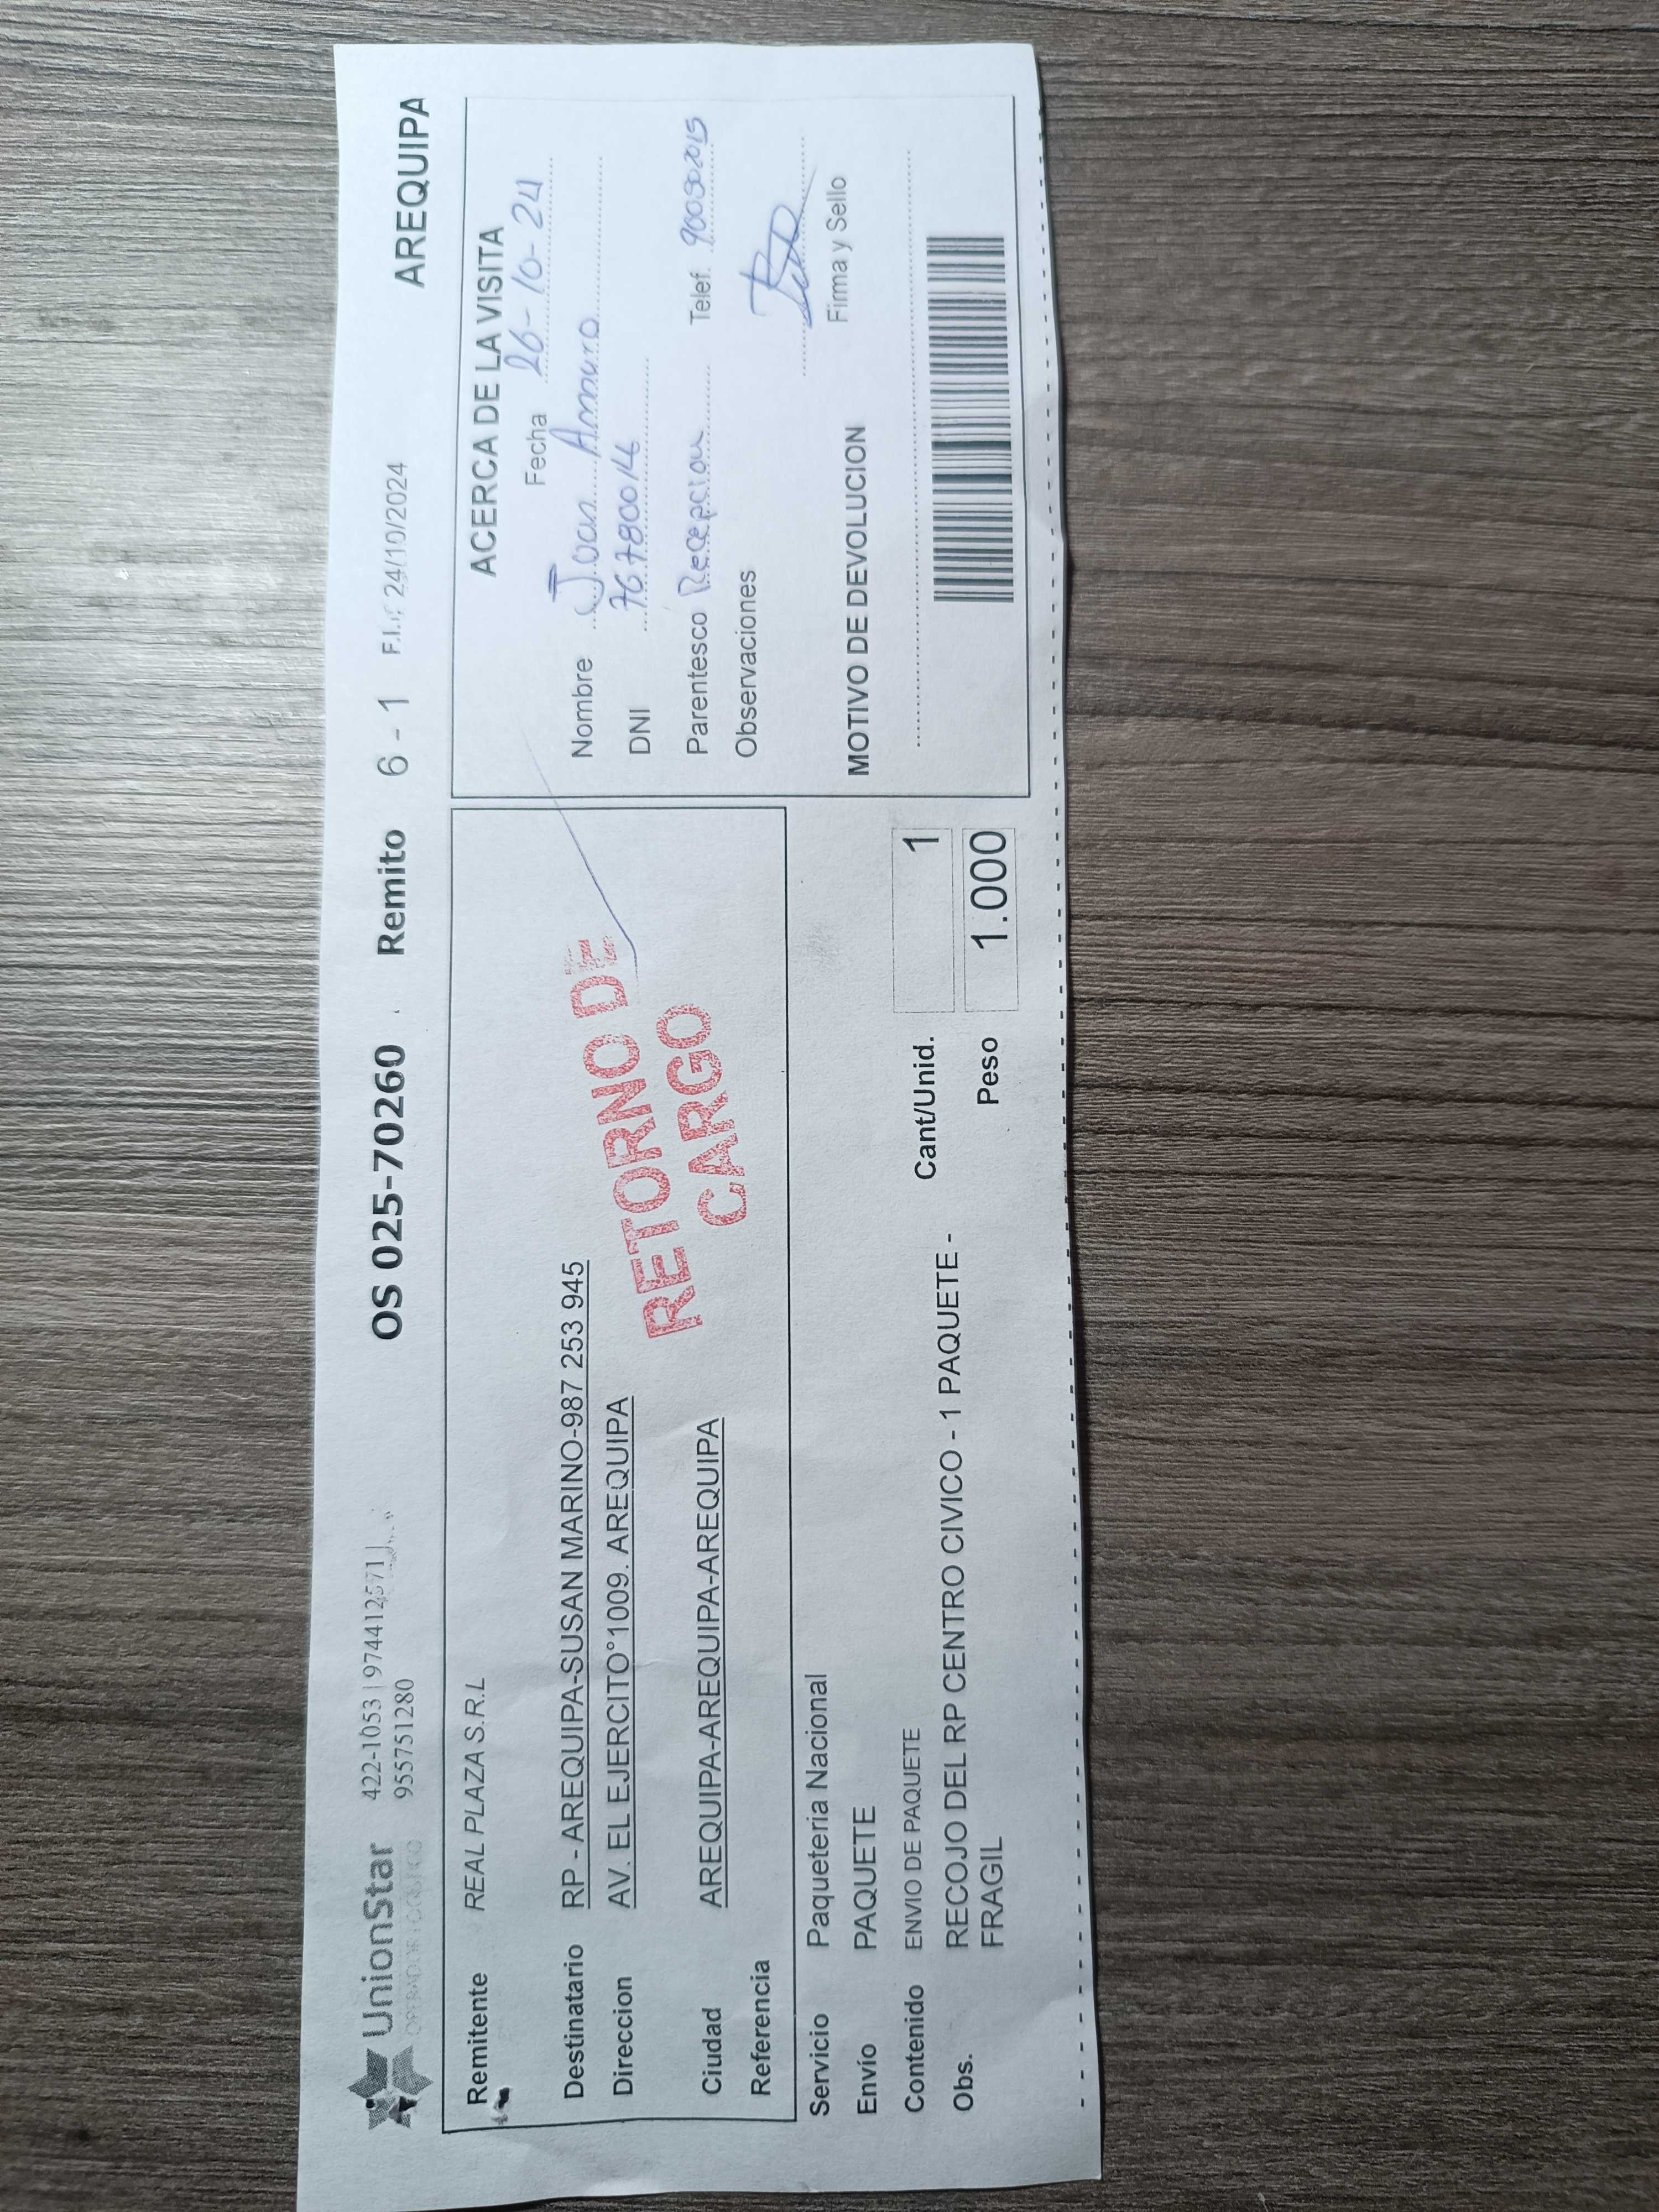 UnionStar
OPERADOR LOGISTICO
422-1053 | 974412571 |
955751280
OS 025-70260
Remito 6 - 1
24/10/2024
AREQUIPA
Remitente REAL PLAZA S.R.L
Destinatario RP - AREQUIPA-SUSAN MARINO-987 253 945
Direccion AV. EL EJERCITO°1009. AREQUIPA
Ciudad AREQUIPA-AREQUIPA-AREQUIPA
Referencia
RETORNO DE
CARGO
Servicio Paqueteria Nacional
Envío PAQUETE
Contenido ENVIO DE PAQUETE
Obs. RECOJO DEL RP CENTRO CIVICO - 1 PAQUETE -
FRAGIL
Cant/Unid. 1
Peso 1.000
ACERCA DE LA VISITA
Fecha 26-10-24
Nombre
DNI
Parentesco Recepcion Telef.
Observaciones
Firma y Sello
MOTIVO DE DEVOLUCION